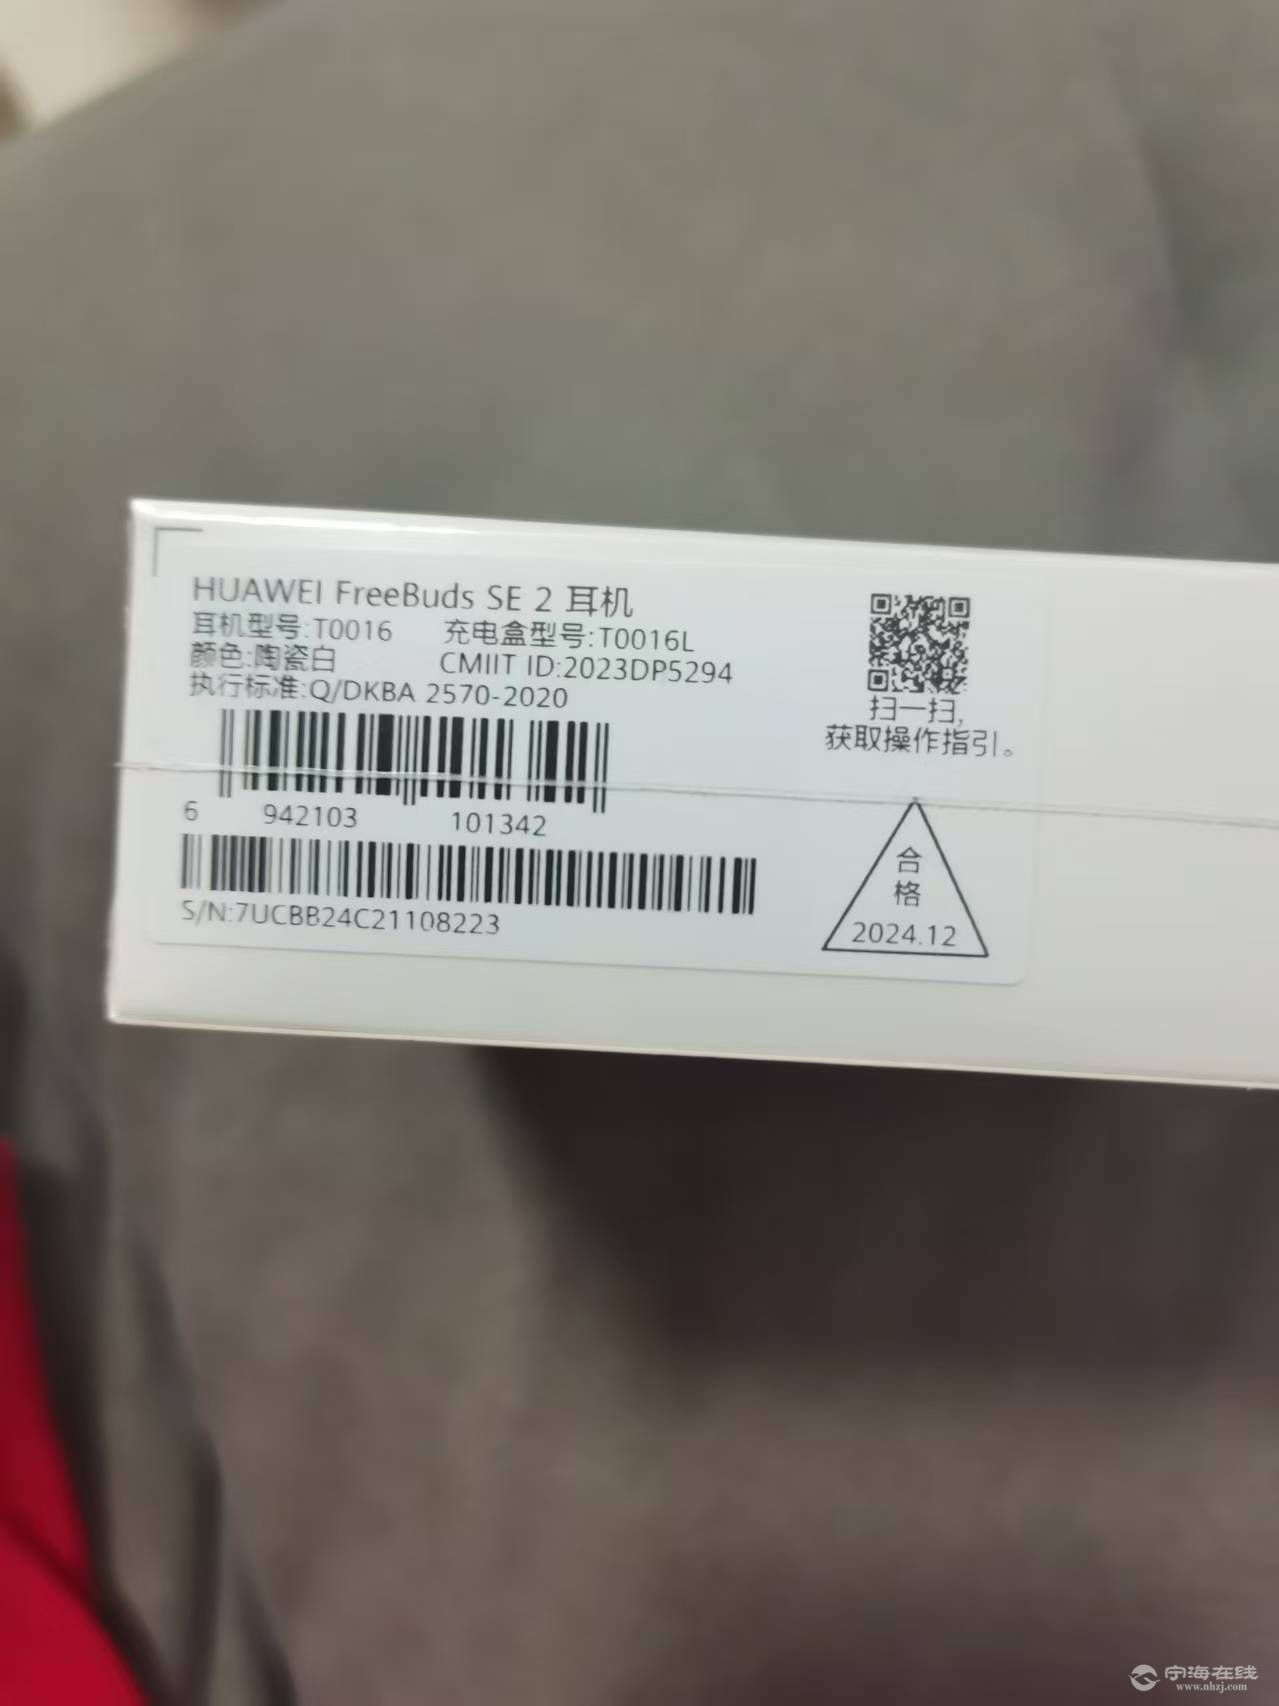 HUAWEI FreeBuds SE 2 耳机
耳机型号:T0016 充电盒型号:T0016L
颜色:陶瓷白 CMIIT ID:2023DP5294
执行标准:Q/DKBA 2570-2020
扫一扫,
获取操作指引。
6 942103 101342
S/N:7UCBB24C21108223
合
格
2024.12
宁海在线
www.nhzj.com